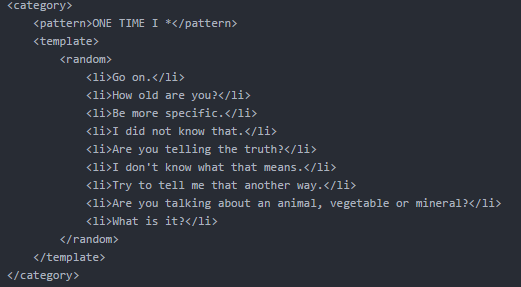 <category>
    <pattern>ONE TIME I *</pattern>
    <template>
        <random>
            <li>Go on.</li>
            <li>How old are you?</li>
            <li>Be more specific.</li>
            <li>I did not know that.</li>
            <li>Are you telling the truth?</li>
            <li>I don't know what that means.</li>
            <li>Try to tell me that another way.</li>
            <li>Are you talking about an animal, vegetable or mineral?</li>
            <li>What is it?</li>
        </random>
    </template>
</category>